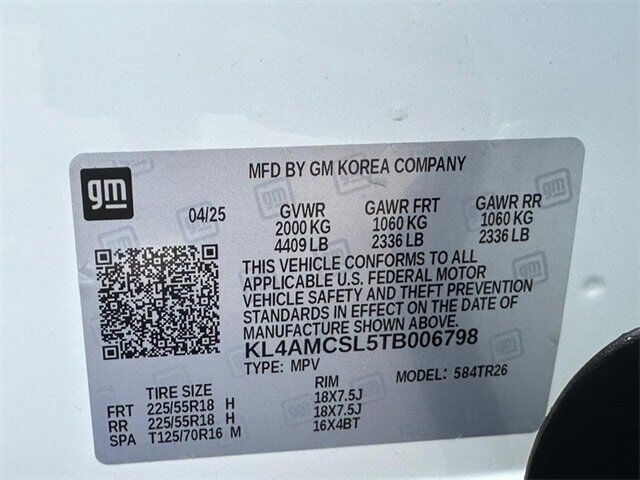 gm
MFD BY GM KOREA COMPANY
04/25 GVWR GAWR FRT GAWR RR
2000 KG 1060 KG 1060 KG
4409 LB 2336 LB 2336 LB
THIS VEHICLE CONFORMS TO ALL
APPLICABLE U.S. FEDERAL MOTOR
VEHICLE SAFETY AND THEFT PREVENTION
STANDARDS IN EFFECT ON THE DATE OF
MANUFACTURE SHOWN ABOVE.
KL4AMCSL5TB006798
TYPE: MPV MODEL: 584TR26
TIRE SIZE RIM
FRT 225/55R18 H 18X7.5J
RR 225/55R18 H 18X7.5J
SPA T125/70R16 M 16X4BT